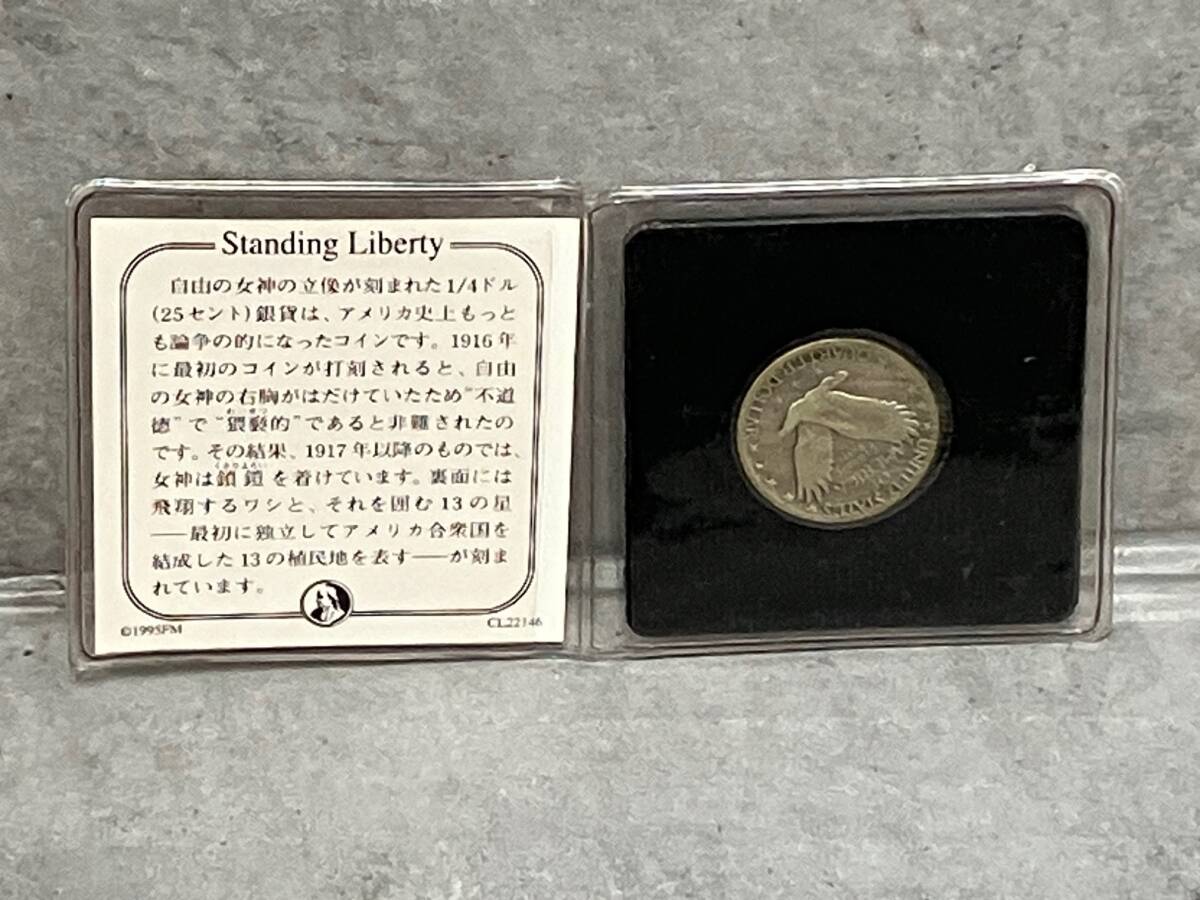 Standing Liberty
自由の女神の立像が刻まれた1/4ドル
(25セント)銀貨は、アメリカ史上もっと
も論争の的になったコインです。1916年
に最初のコインが打刻されると、自由
の女神の右胸がはだけていたため“不道
徳”で“猥褻的”であると非難されたの
です。その結果、1917年以降のものでは、
女神は鎖鎧を着けています。裏面には
飛翔するワシと、それを囲む13の星
——最初に独立してアメリカ合衆国を
結成した13の植民地を表す——が刻ま
れています。
©1995FM
CL22146
UNITED STATES
QUARTER DOLLAR